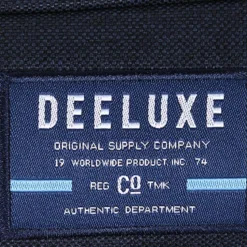 DEELUXE
ORIGINAL SUPPLY COMPANY
19 WORLDWIDE PRODUCT. INC. 74
REG CO TMK
AUTHENTIC DEPARTMENT